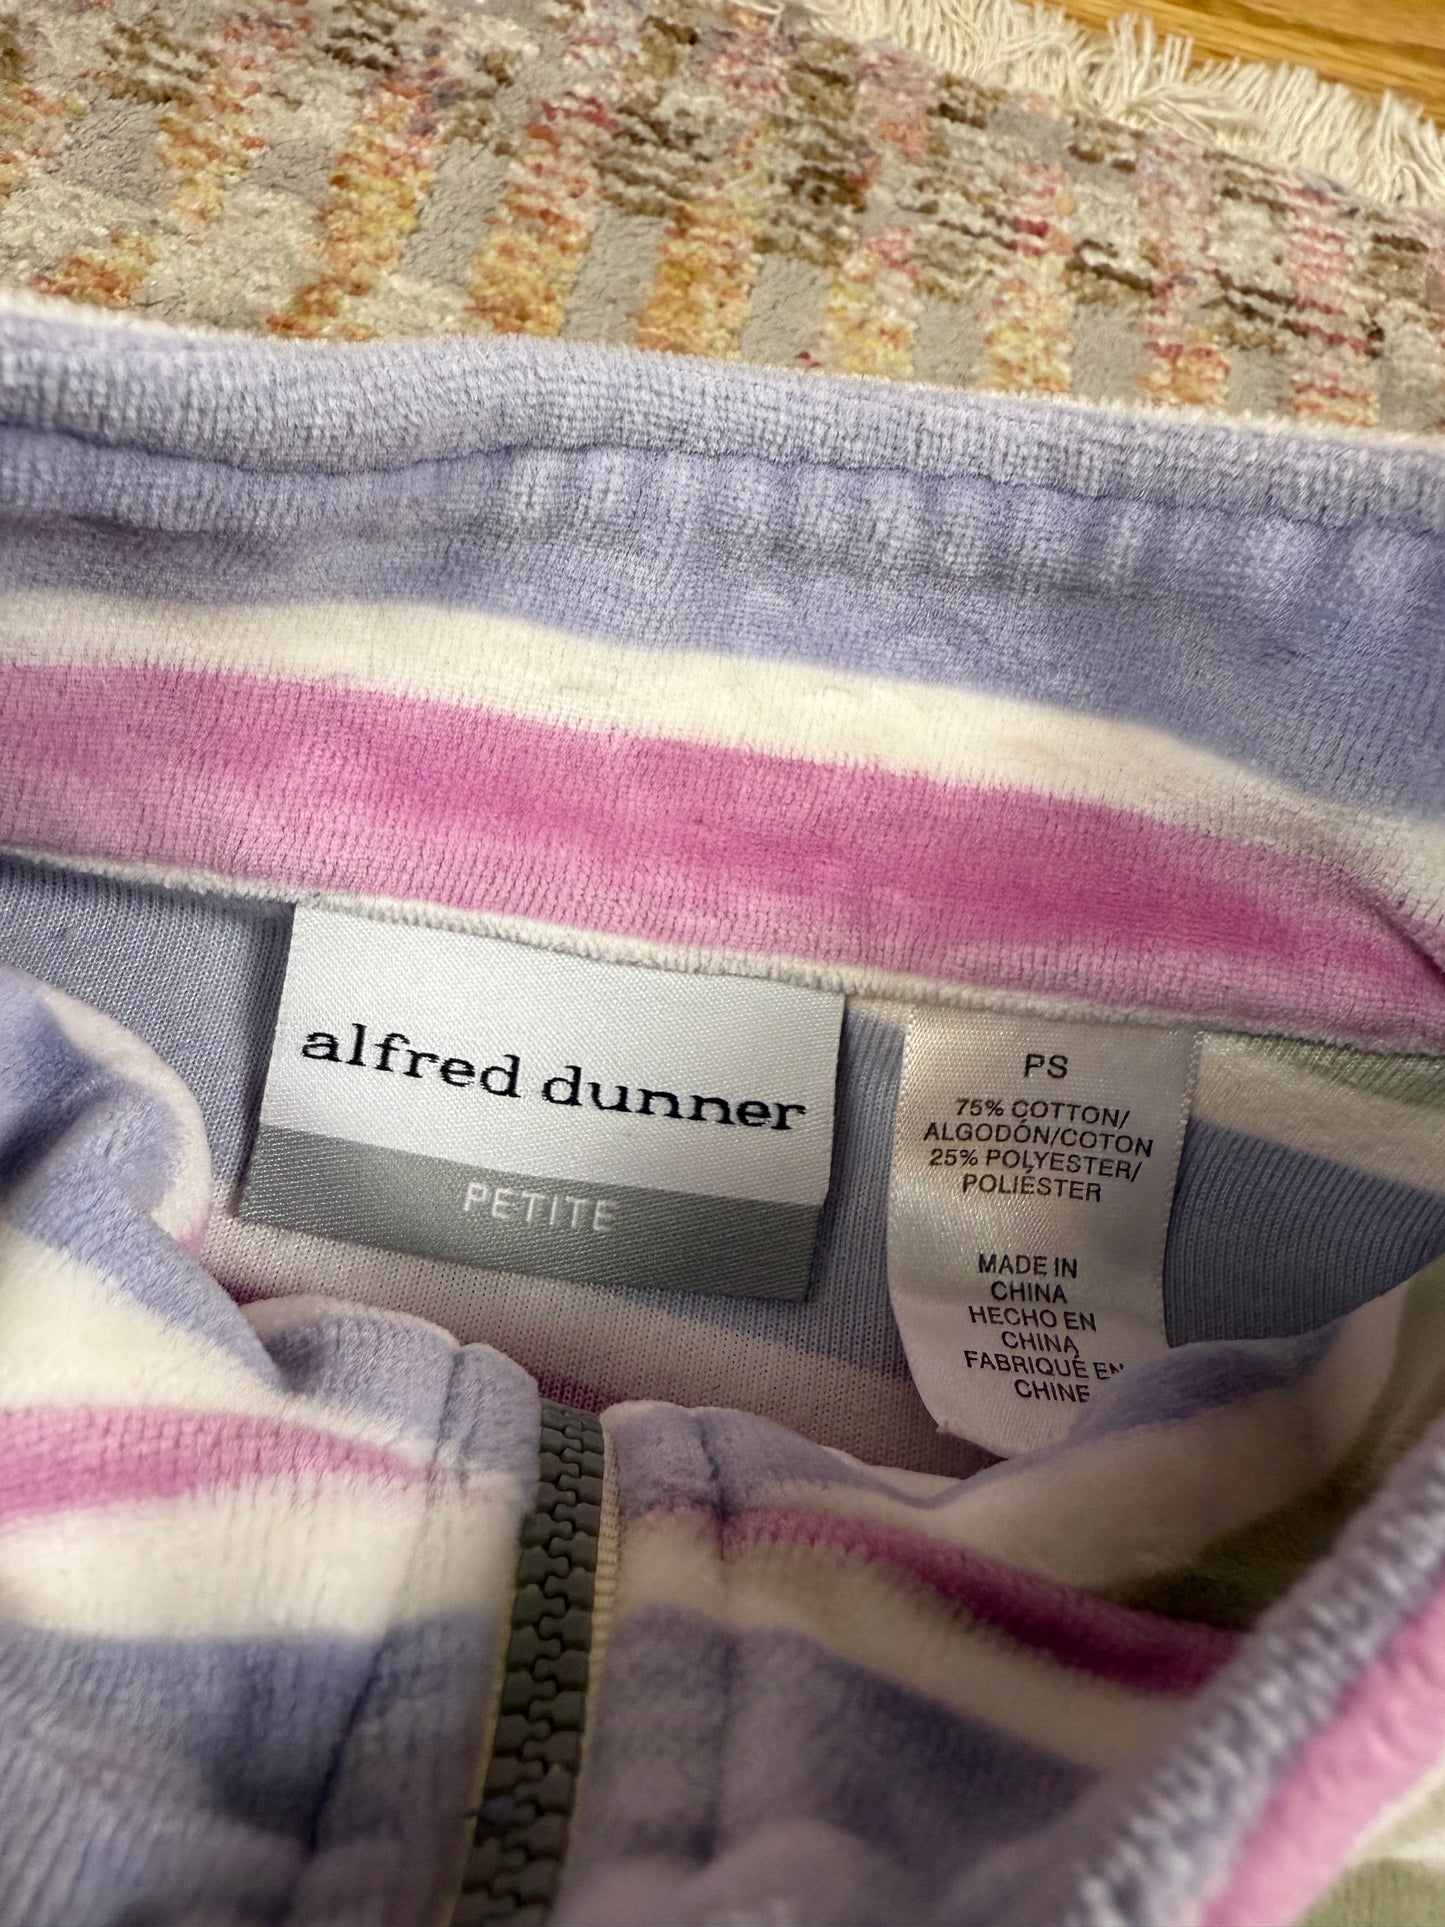 alfred dunner
PETITE
PS
75% COTTON/
ALGODÓN/COTON
25% POLYESTER/
POLIÉSTER
MADE IN
CHINA
HECHO EN
CHINA
FABRIQUÉ EN
CHINE